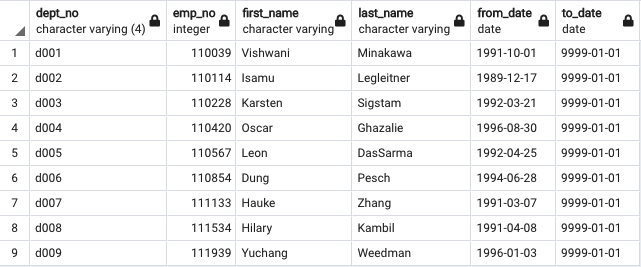 dept_no emp_no first_name last_name from_date to_date
character varying (4) integer character varying character varying date date
1 d001 110039 Vishwani Minakawa 1991-10-01 9999-01-01
2 d002 110114 Isamu Legleitner 1989-12-17 9999-01-01
3 d003 110228 Karsten Sigstam 1992-03-21 9999-01-01
4 d004 110420 Oscar Ghazalie 1996-08-30 9999-01-01
5 d005 110567 Leon DasSarma 1992-04-25 9999-01-01
6 d006 110854 Dung Pesch 1994-06-28 9999-01-01
7 d007 111133 Hauke Zhang 1991-03-07 9999-01-01
8 d008 111534 Hilary Kambil 1991-04-08 9999-01-01
9 d009 111939 Yuchang Weedman 1996-01-03 9999-01-01